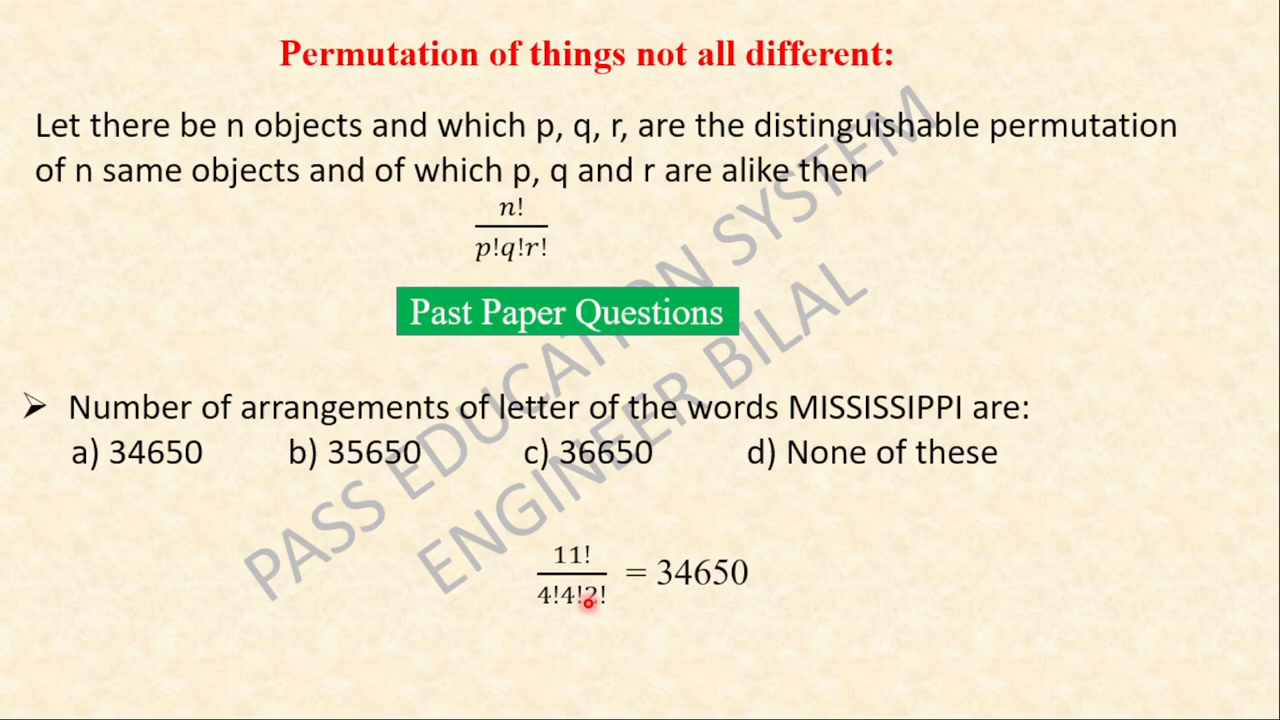 Permutation of things not all different:
Let there be n objects and which p, q, r, are the distinguishable permutation
of n same objects and of which p, q and r are alike then
n!
p!q!r!
Past Paper Questions
➢ Number of arrangements of letter of the words MISSISSIPPI are:
a) 34650 b) 35650 c) 36650 d) None of these
11!
4!4!2! = 34650
PASS EDUCATION SYSTEM
ENGINEER BILAL